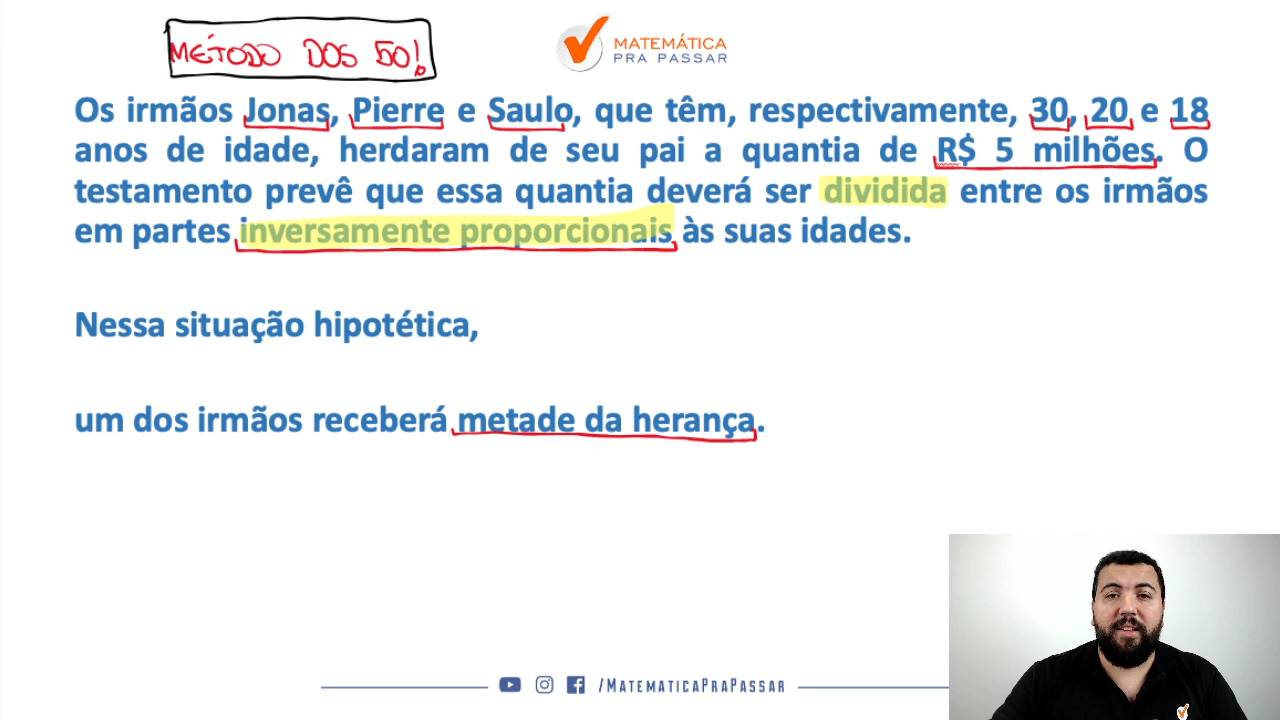 MÉTODO DOS 50!
MATEMÁTICA
PRA PASSAR
Os irmãos Jonas, Pierre e Saulo, que têm, respectivamente, 30, 20 e 18
anos de idade, herdaram de seu pai a quantia de R$ 5 milhões. O
testamento prevê que essa quantia deverá ser dividida entre os irmãos
em partes inversamente proporcionais às suas idades.
Nessa situação hipotética,
um dos irmãos receberá metade da herança.
/MATEMATICAPRAPASSAR